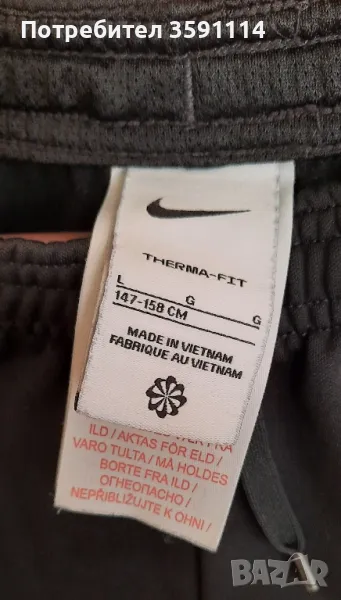 Потребител 3591114
THERMA-FIT
L G G
147-158 CM
MADE IN VIETNAM
FABRIQUE AU VIETNAM
ILD / AKTAS FÖR ELD /
VARO TULTA / MÅ HOLDES
BORTE FRA ILD /
ОГНЕОПАСНО /
NEPŘIBLIŽUJTE K OHNI /
BAZAR